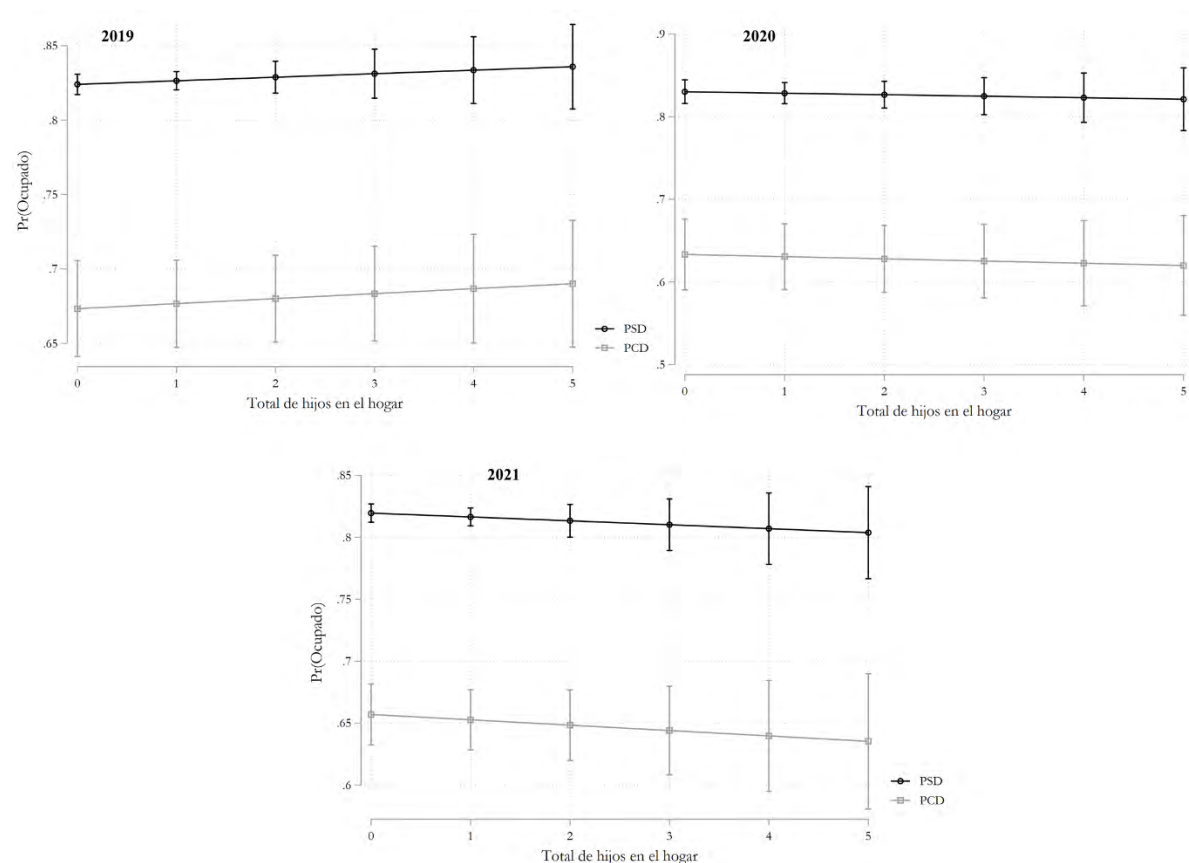 2019
.85
.8
.75
.7
.65
Pr(Ocupado)
0 1 2 3 4 5
Total de hijos en el hogar
PSD
PCD
2020
.9
.8
.7
.6
.5
0 1 2 3 4 5
Total de hijos en el hogar
2021
.85
.8
.75
.7
.65
.6
Pr(Ocupado)
0 1 2 3 4 5
Total de hijos en el hogar
PSD
PCD